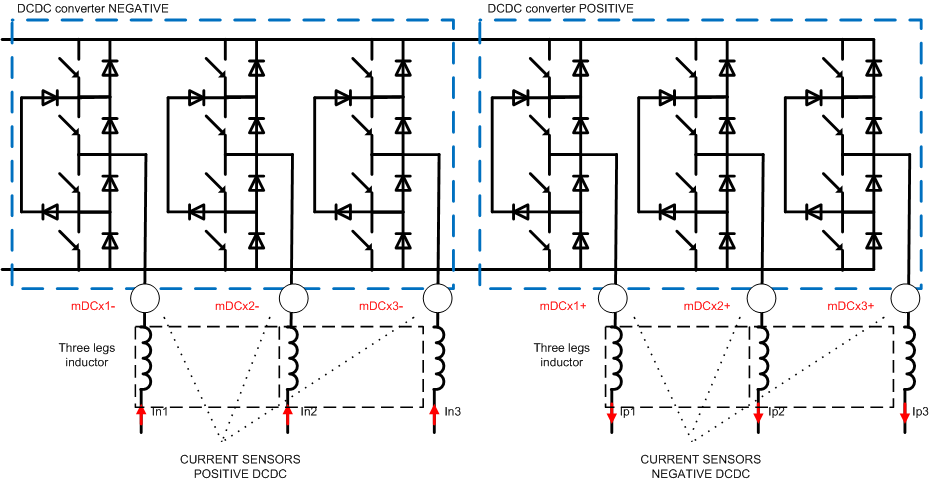 DCDC converter NEGATIVE
DCDC converter POSITIVE
mDCx1-
mDCx2-
mDCx3-
mDCx1+
mDCx2+
mDCx3+
Three legs
inductor
Three legs
inductor
In1
In2
In3
Ip1
Ip2
Ip3
CURRENT SENSORS
POSITIVE DCDC
CURRENT SENSORS
NEGATIVE DCDC